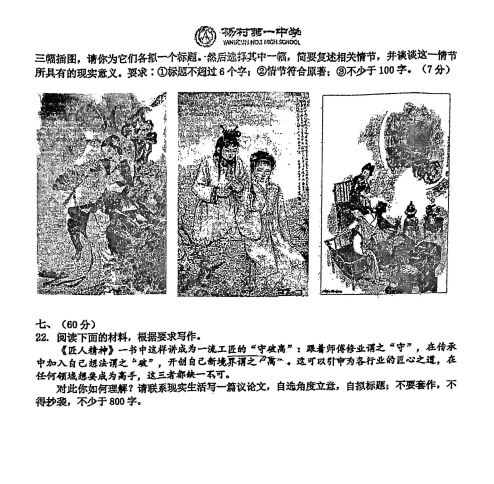 杨村第一中学
YANGCUN NO.1 HIGH SCHOOL
三幅插图，请你为它们各拟一个标题。然后选择其中一幅，简要复述相关情节，并谈谈这一情节
所具有的现实意义。要求：①标题不超过6个字；②情节符合原著；③不少于100字。（7分）
七、（60分）
22. 阅读下面的材料，根据要求写作。
《匠人精神》一书中这样讲成为一流工匠的“守破离”：跟着师傅修业谓之“守”，在传承
中加入自己想法谓之“破”，开创自己新境界谓之“离”。这可以引申为各行业的匠心之道，在
任何领域想要成为高手，这三者都缺一不可。
对此你如何理解？请联系现实生活写一篇议论文，自选角度立意，自拟标题；不要套作，不
得抄袭，不少于800字。